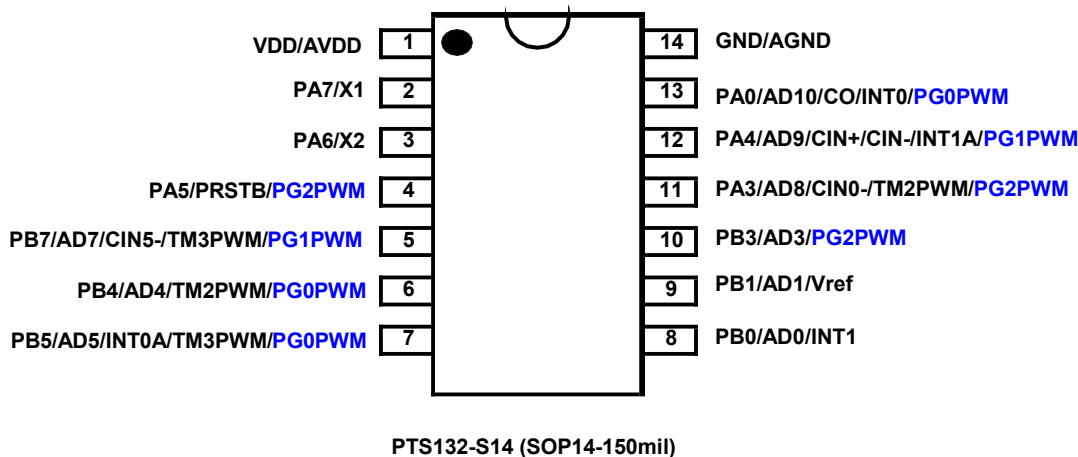 VDD/AVDD 1 14 GND/AGND
PA7/X1 2 13 PA0/AD10/CO/INT0/PG0PWM
PA6/X2 3 12 PA4/AD9/CIN+/CIN-/INT1A/PG1PWM
PA5/PRSTB/PG2PWM 4 11 PA3/AD8/CIN0-/TM2PWM/PG2PWM
PB7/AD7/CIN5-/TM3PWM/PG1PWM 5 10 PB3/AD3/PG2PWM
PB4/AD4/TM2PWM/PG0PWM 6 9 PB1/AD1/Vref
PB5/AD5/INT0A/TM3PWM/PG0PWM 7 8 PB0/AD0/INT1
PTS132-S14 (SOP14-150mil)